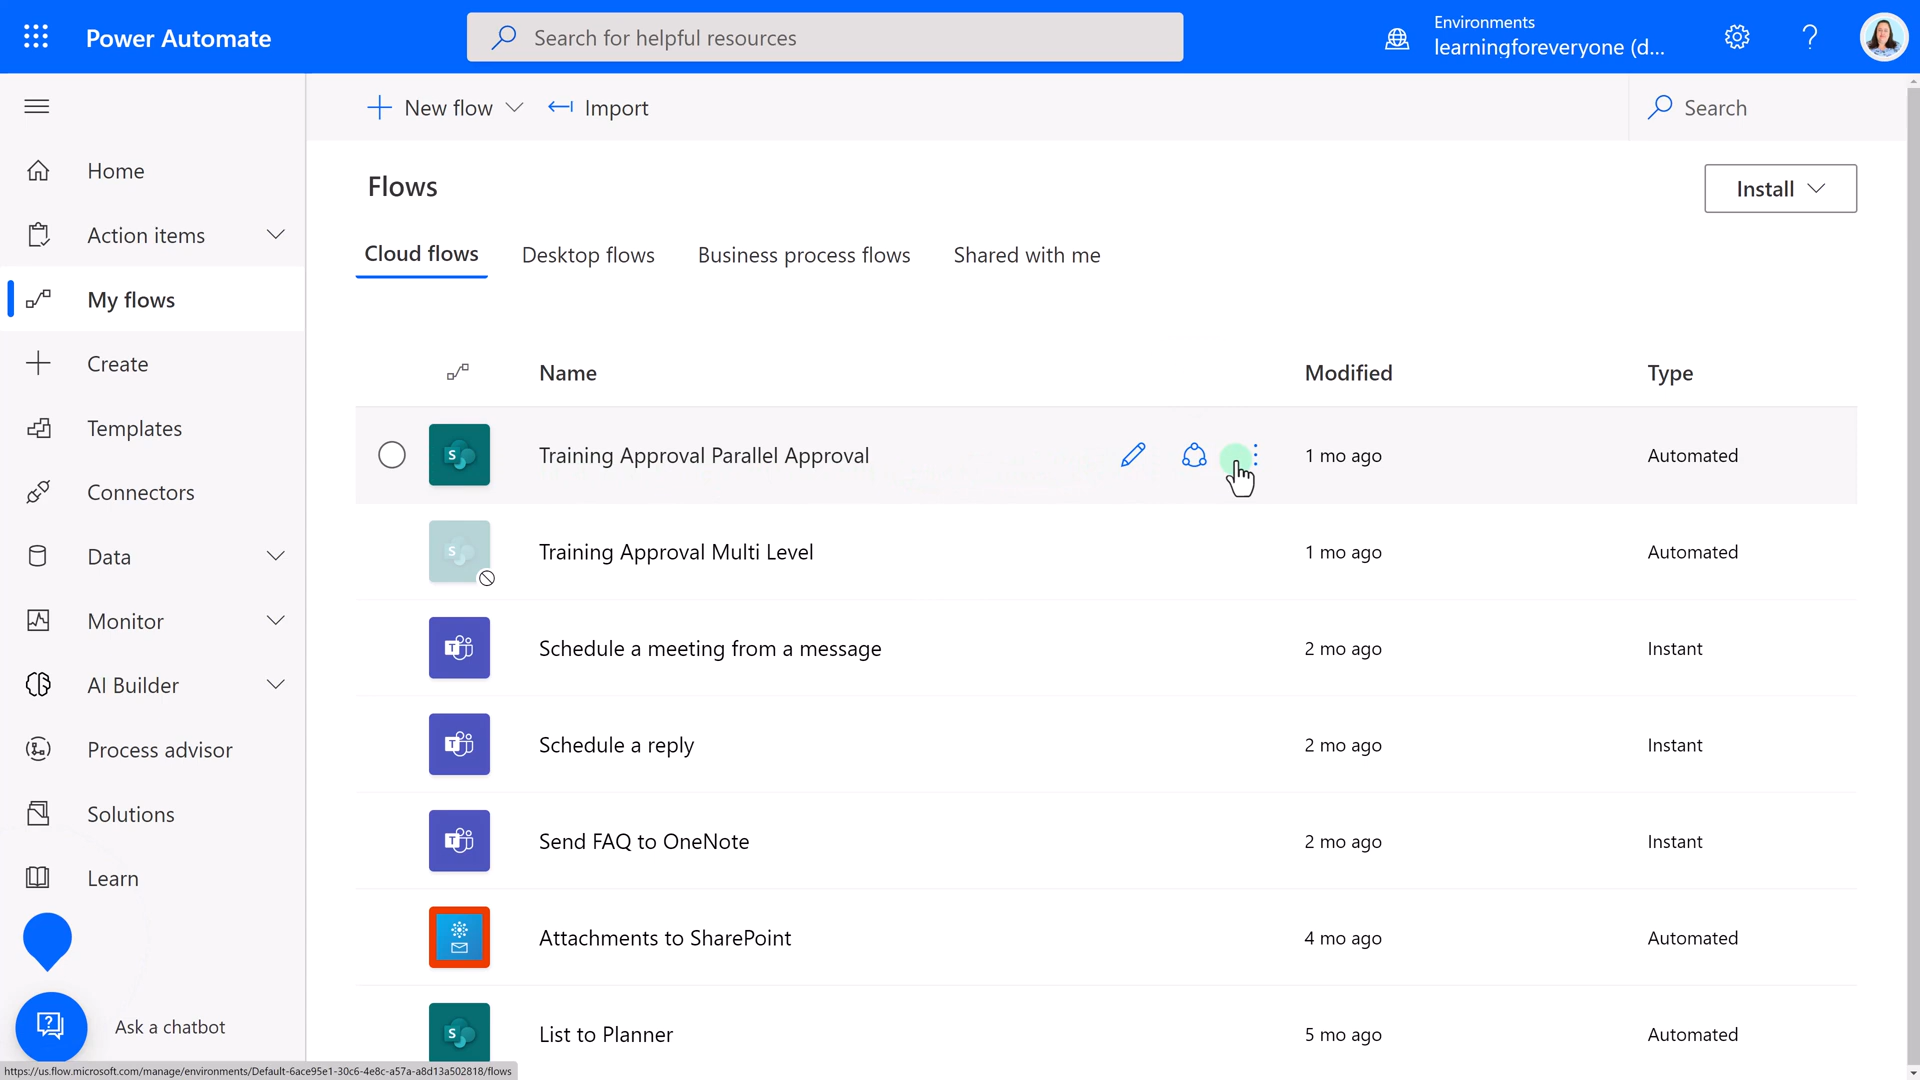 Power Automate
Search for helpful resources
Environments
learningforeveryone (d...
New flow
Import
Search
Home
Action items
My flows
Create
Templates
Connectors
Data
Monitor
AI Builder
Process advisor
Solutions
Learn
Ask a chatbot
Flows
Install
Cloud flows Desktop flows Business process flows Shared with me
Name Modified Type
Training Approval Parallel Approval 1 mo ago Automated
Training Approval Multi Level 1 mo ago Automated
Schedule a meeting from a message 2 mo ago Instant
Schedule a reply 2 mo ago Instant
Send FAQ to OneNote 2 mo ago Instant
Attachments to SharePoint 4 mo ago Automated
List to Planner 5 mo ago Automated
https://us.flow.microsoft.com/manage/environments/Default-6ace95e1-30c6-4e8c-a57a-a8d13a502818/flows